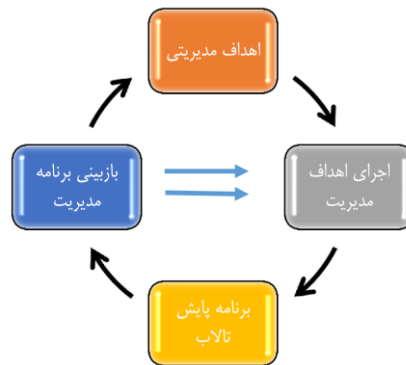 اهداف مدیریتی
اجرای اهداف
مدیریت
بازبینی برنامه
مدیریت
برنامه پایش
تالاب